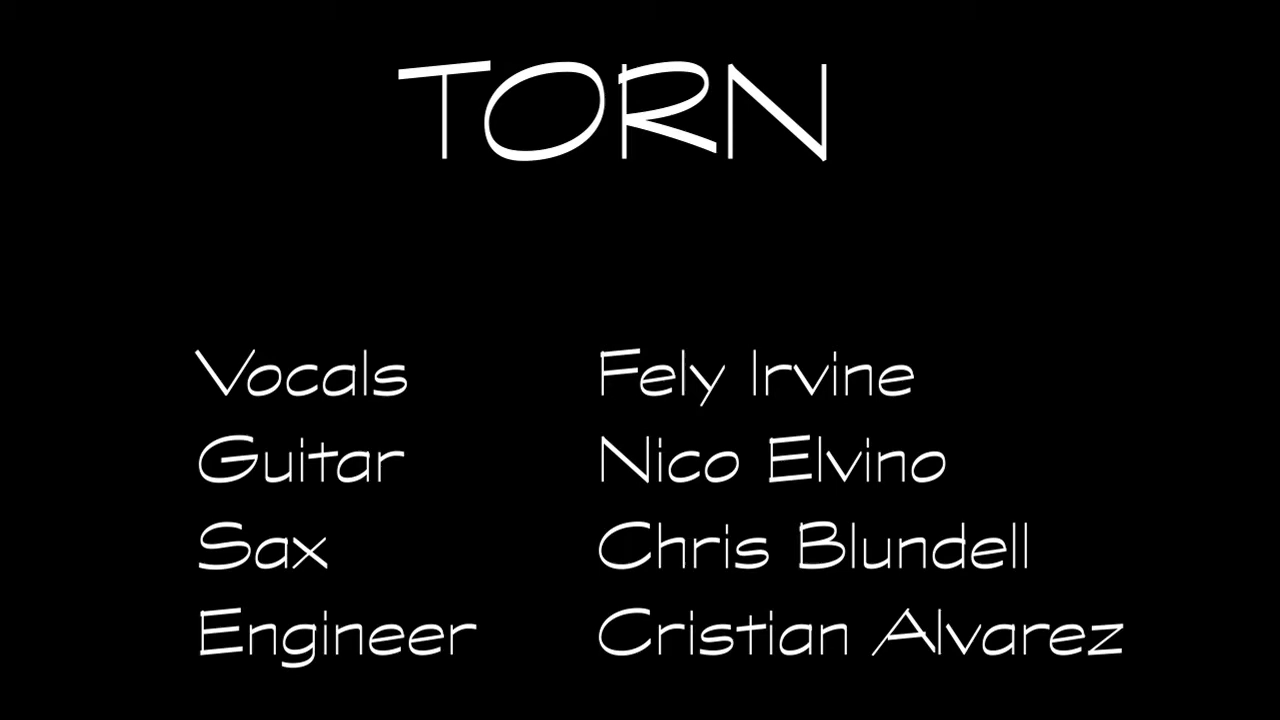 TORN
Vocals Fely Irvine
Guitar Nico Elvino
Sax Chris Blundell
Engineer Cristian Alvarez